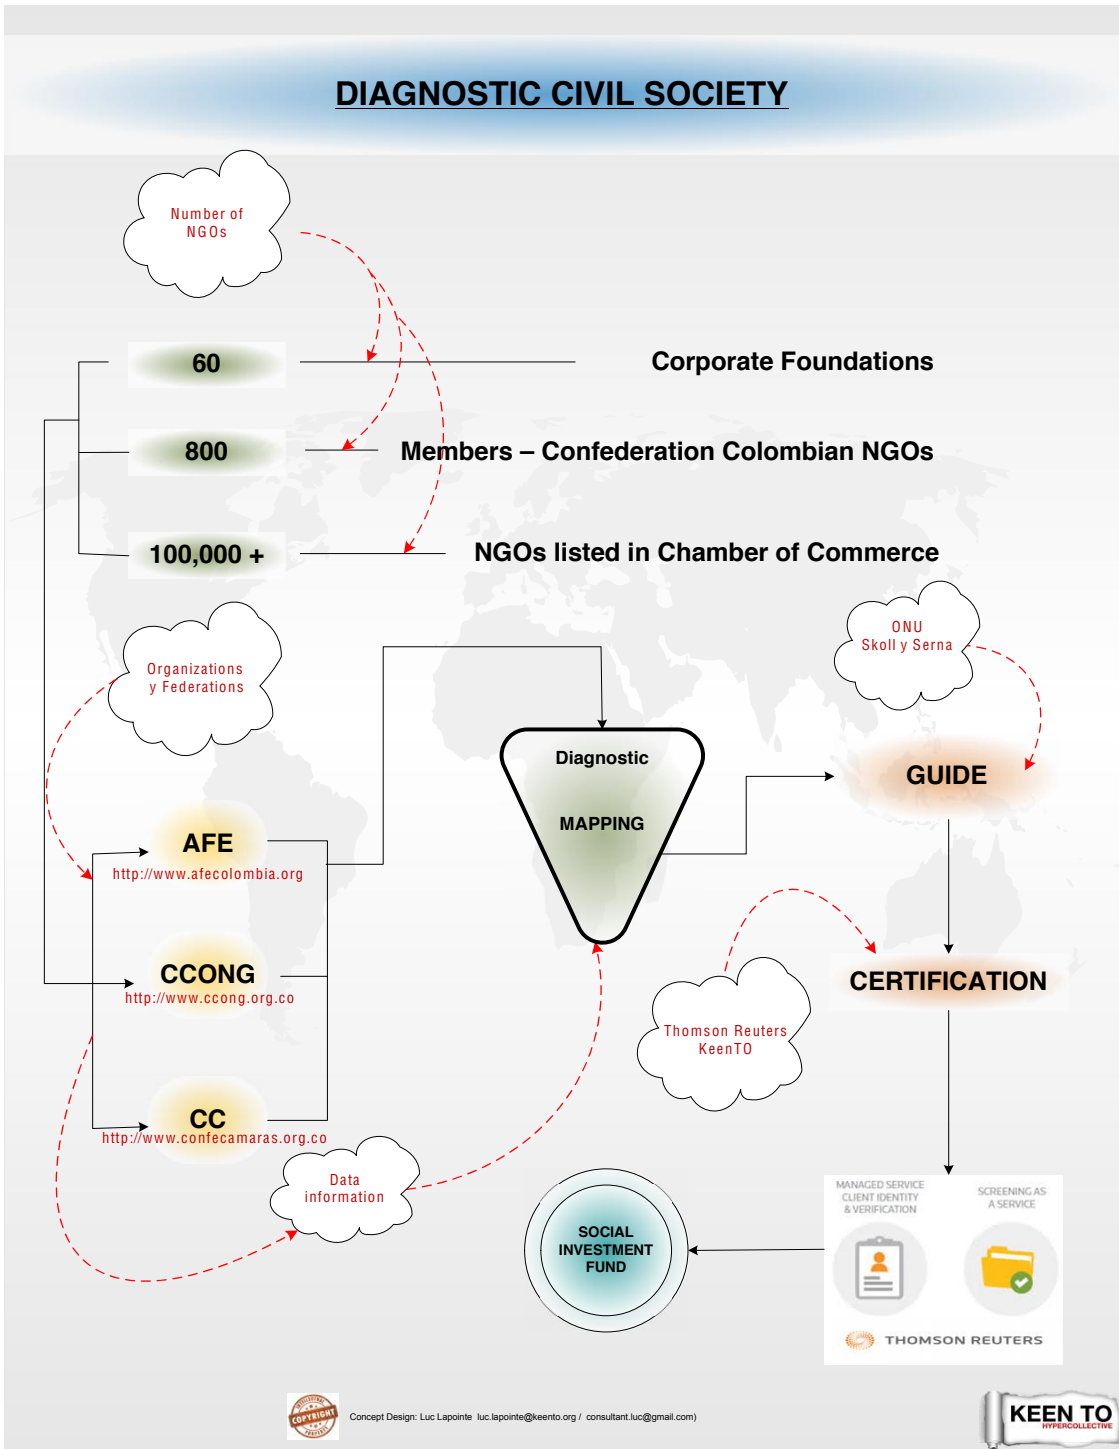 DIAGNOSTIC CIVIL SOCIETY
Number of
NGOs
60
Corporate Foundations
800
Members – Confederation Colombian NGOs
100,000 +
NGOs listed in Chamber of Commerce
ONU
Skoll y Serna
Organizations
y Federations
Diagnostic
MAPPING
GUIDE
AFE
http://www.afecolombia.org
CCONG
http://www.ccong.org.co
CERTIFICATION
Thomson Reuters
KeenTO
CC
http://www.confecamaras.org.co
Data
information
MANAGED SERVICE
CLIENT IDENTITY
& VERIFICATION
SCREENING AS
A SERVICE
SOCIAL
INVESTMENT
FUND
THOMSON REUTERS
INTELLECTUAL
COPYRIGHT
PROPERTY
Concept Design: Luc Lapointe luc.lapointe@keento.org / consultant.luc@gmail.com)
KEEN TO
HYPERCOLLECTIVE